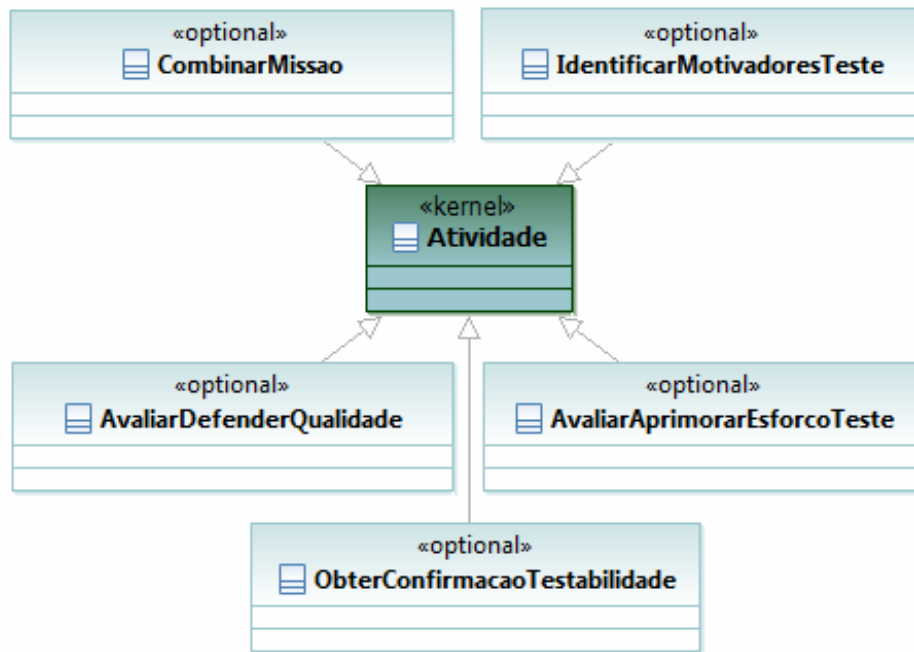 «optional»
CombinarMissao
«optional»
IdentificarMotivadoresTeste
«kernel»
Atividade
«optional»
AvaliarDefenderQualidade
«optional»
AvaliarAprimorarEsforcoTeste
«optional»
ObterConfirmacaoTestabilidade